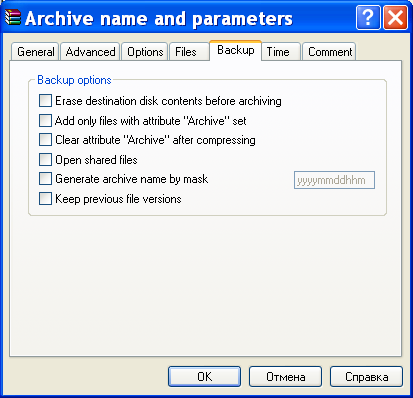 Archive name and parameters
General Advanced Options Files Backup Time Comment
Backup options
Erase destination disk contents before archiving
Add only files with attribute "Archive" set
Clear attribute "Archive" after compressing
Open shared files
Generate archive name by mask yyyymmddhhm
Keep previous file versions
OK Отмена Справка